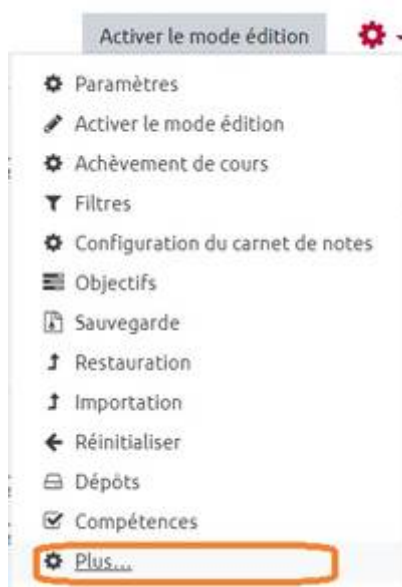 Activer le mode édition
Paramètres
Activer le mode édition
Achèvement de cours
Filtres
Configuration du carnet de notes
Objectifs
Sauvegarde
Restauration
Importation
Réinitialiser
Dépôts
Compétences
Plus...